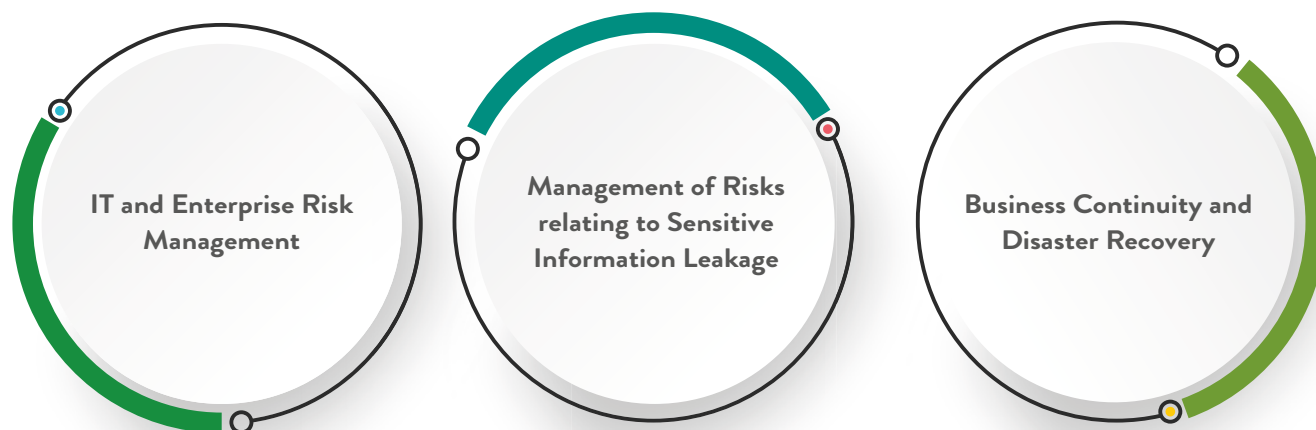 IT and Enterprise Risk
Management
Management of Risks
relating to Sensitive
Information Leakage
Business Continuity and
Disaster Recovery